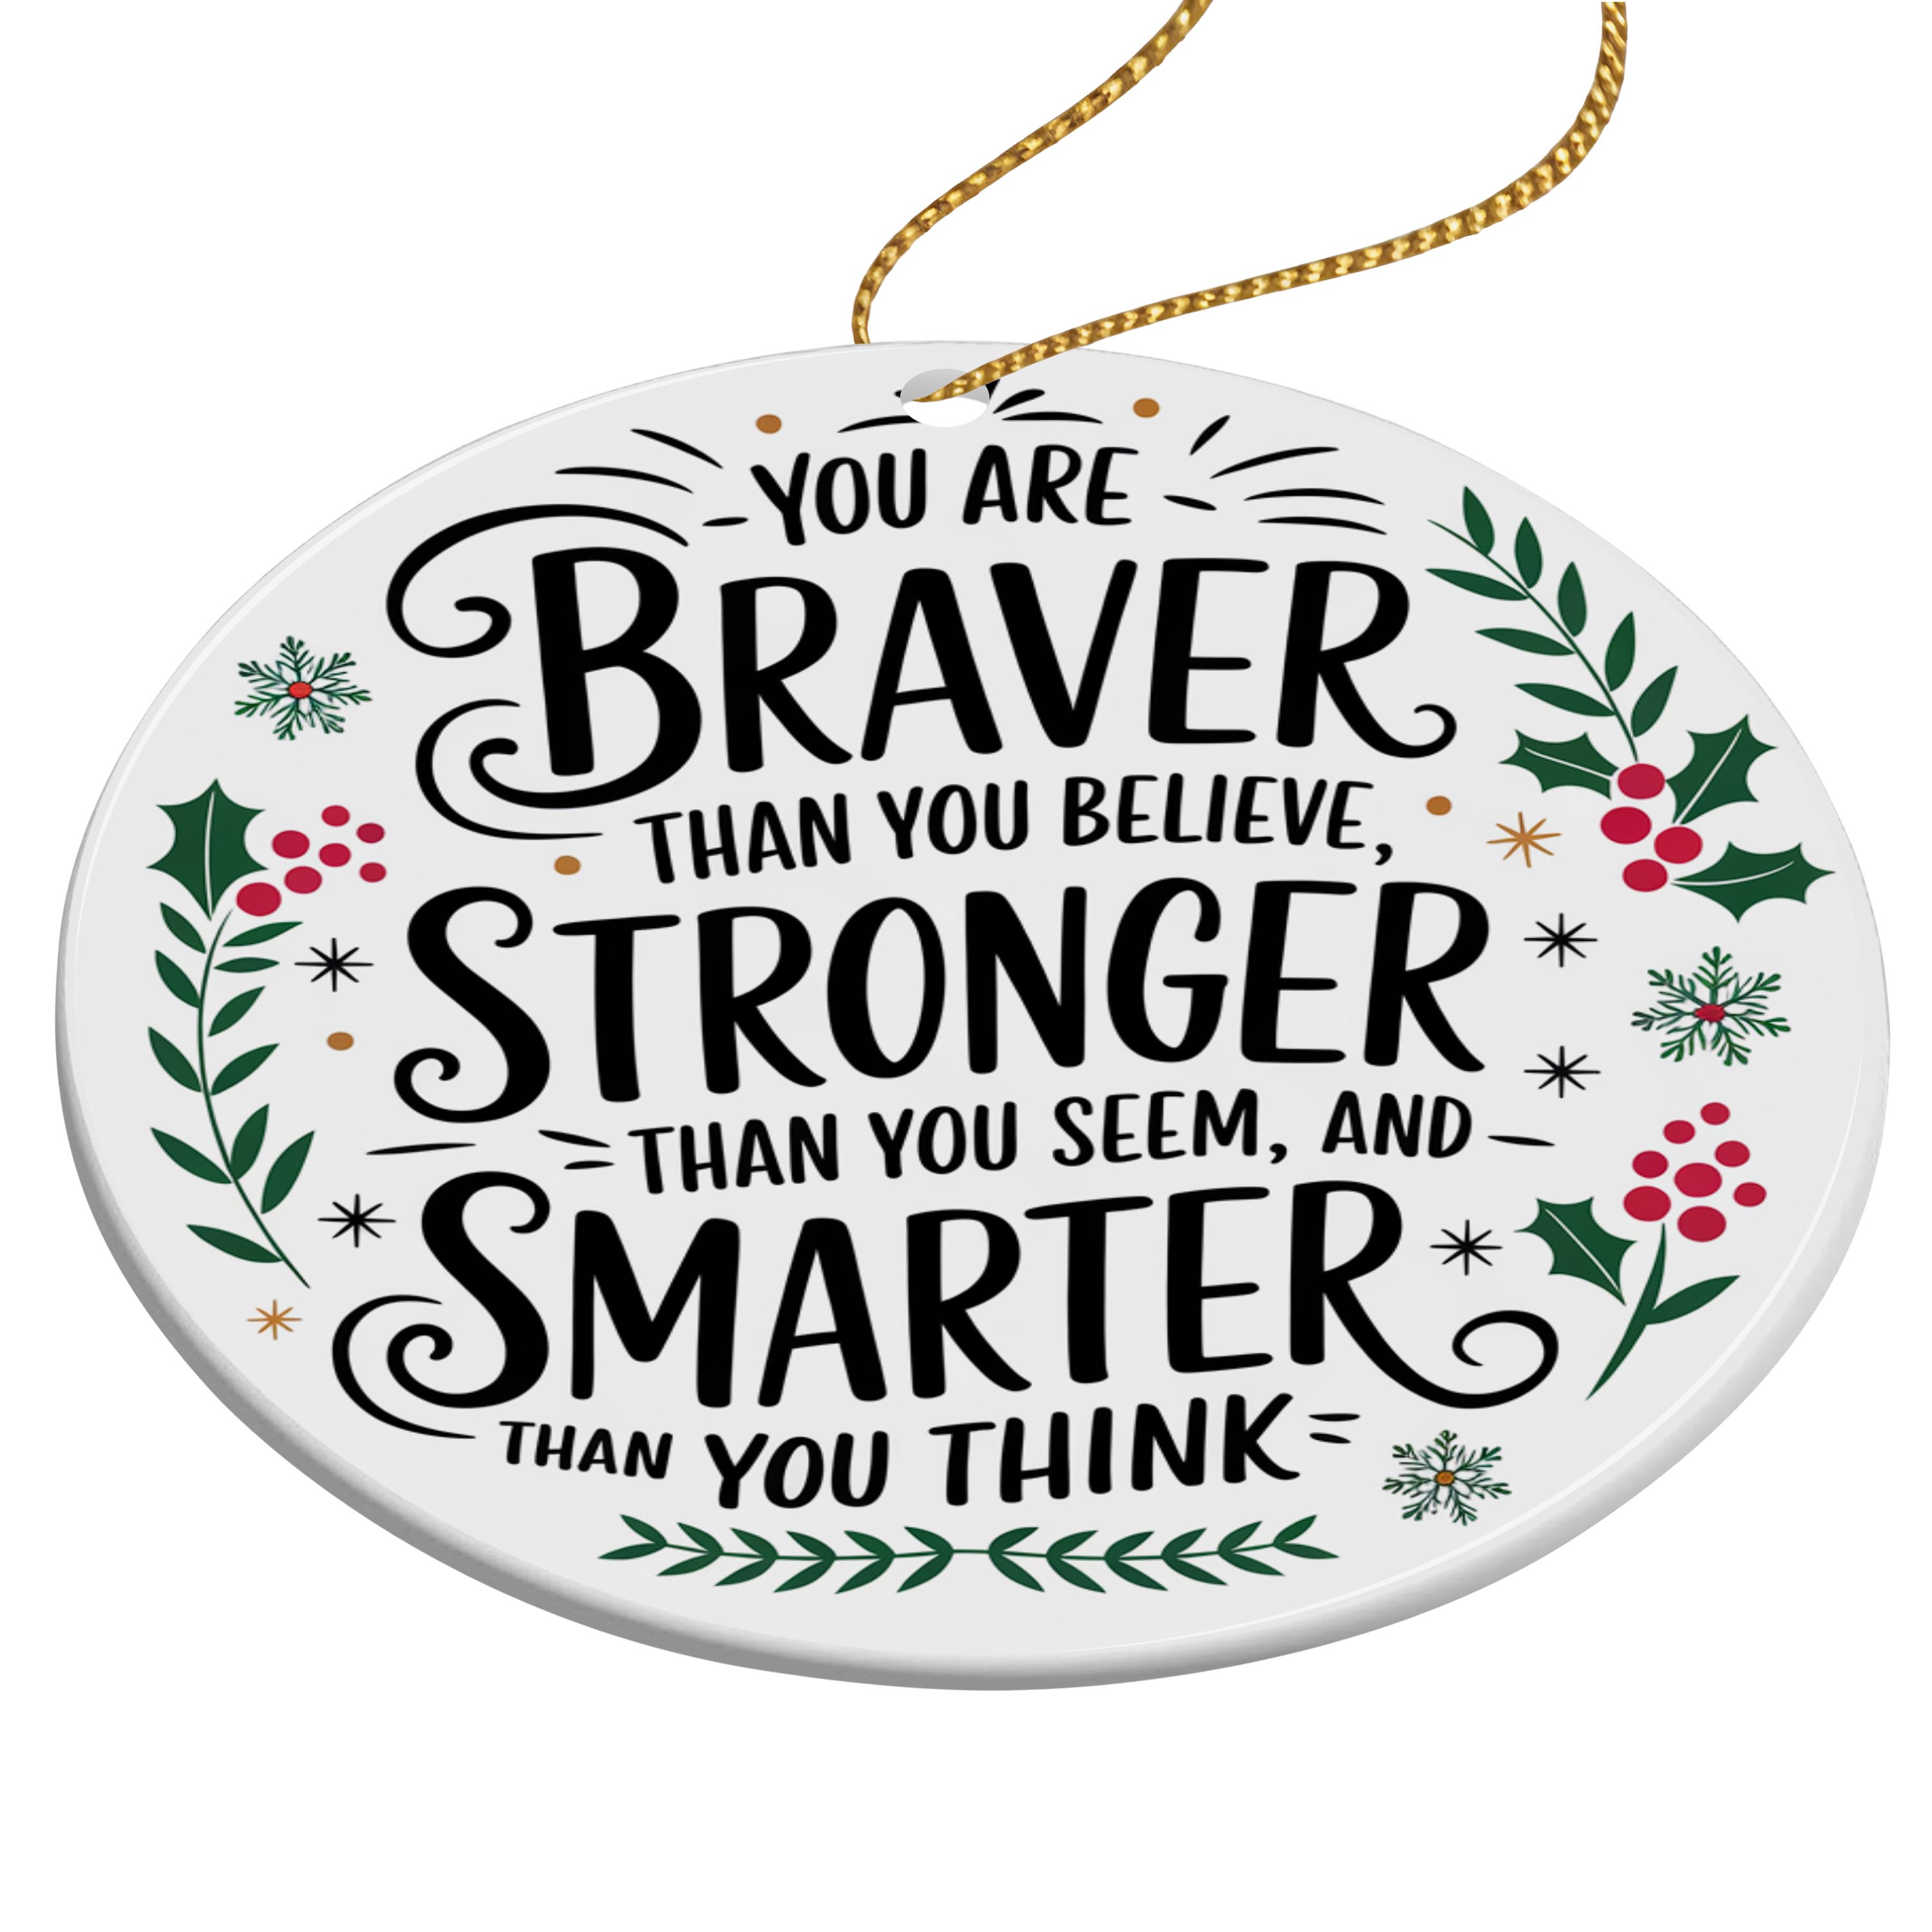 YOU ARE
BRAVER
THAN YOU BELIEVE,
STRONGER
THAN YOU SEEM, AND
SMARTER
THAN YOU THINK